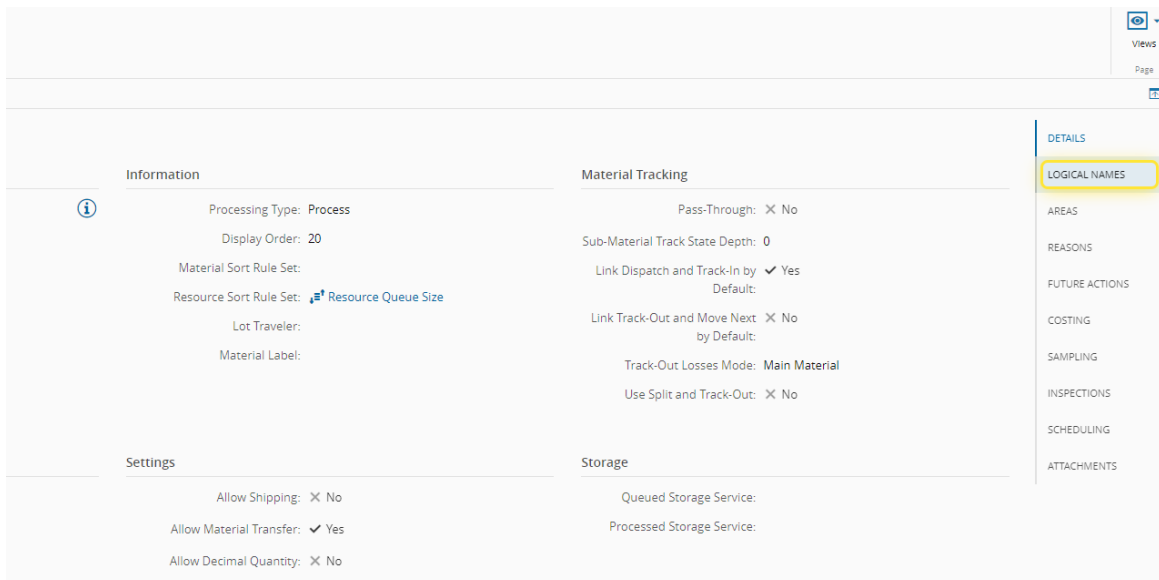 Views
Page
DETAILS
LOGICAL NAMES
AREAS
REASONS
FUTURE ACTIONS
COSTING
SAMPLING
INSPECTIONS
SCHEDULING
ATTACHMENTS
Information
Processing Type: Process
Display Order: 20
Material Sort Rule Set:
Resource Sort Rule Set: Resource Queue Size
Lot Traveler:
Material Label:
Material Tracking
Pass-Through: No
Sub-Material Track State Depth: 0
Link Dispatch and Track-In by Yes
Default:
Link Track-Out and Move Next No
by Default:
Track-Out Losses Mode: Main Material
Use Split and Track-Out: No
Settings
Allow Shipping: No
Allow Material Transfer: Yes
Allow Decimal Quantity: No
Storage
Queued Storage Service:
Processed Storage Service: